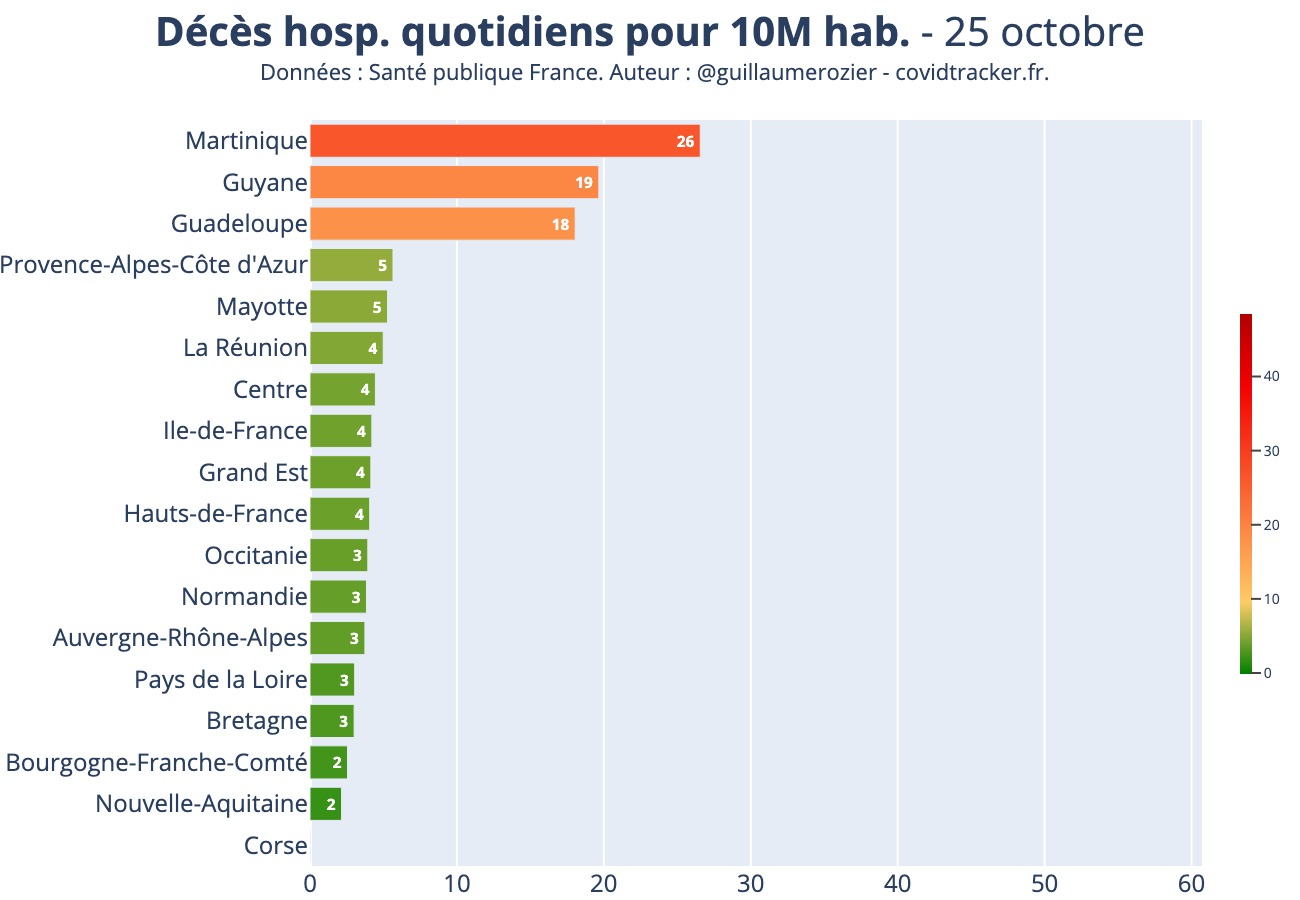 Décès hosp. quotidiens pour 10M hab. - 25 octobre
Données : Santé publique France. Auteur : @guillaumerozier - covidtracker.fr.
Martinique 26
Guyane 19
Guadeloupe 18
Provence-Alpes-Côte d'Azur 5
Mayotte 5
La Réunion 4
Centre 4
Ile-de-France 4
Grand Est 4
Hauts-de-France 4
Occitanie 3
Normandie 3
Auvergne-Rhône-Alpes 3
Pays de la Loire 3
Bretagne 3
Bourgogne-Franche-Comté 2
Nouvelle-Aquitaine 2
Corse
0 10 20 30 40 50 60
40
30
20
10
0